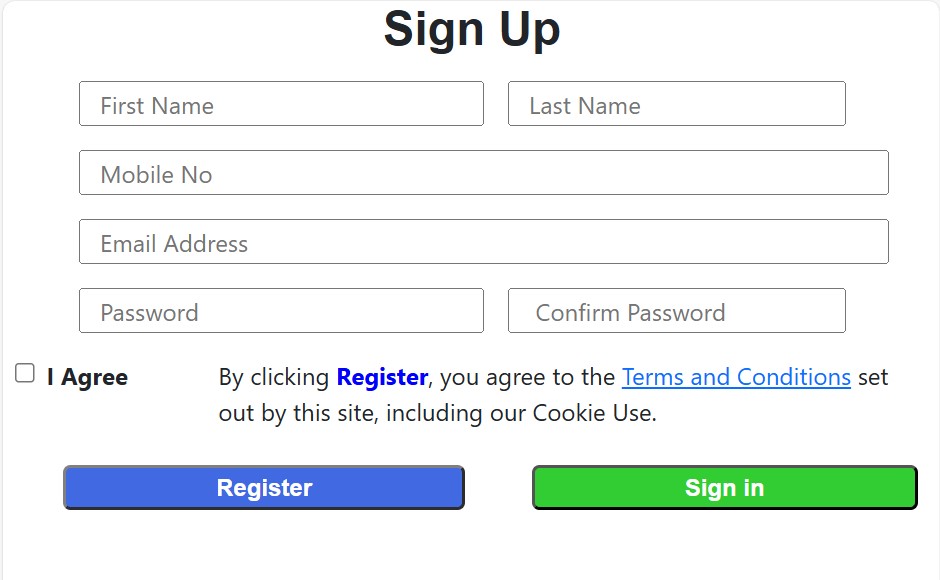 Sign Up
First Name Last Name
Mobile No
Email Address
Password Confirm Password
I Agree By clicking Register, you agree to the Terms and Conditions set
out by this site, including our Cookie Use.
Register Sign in